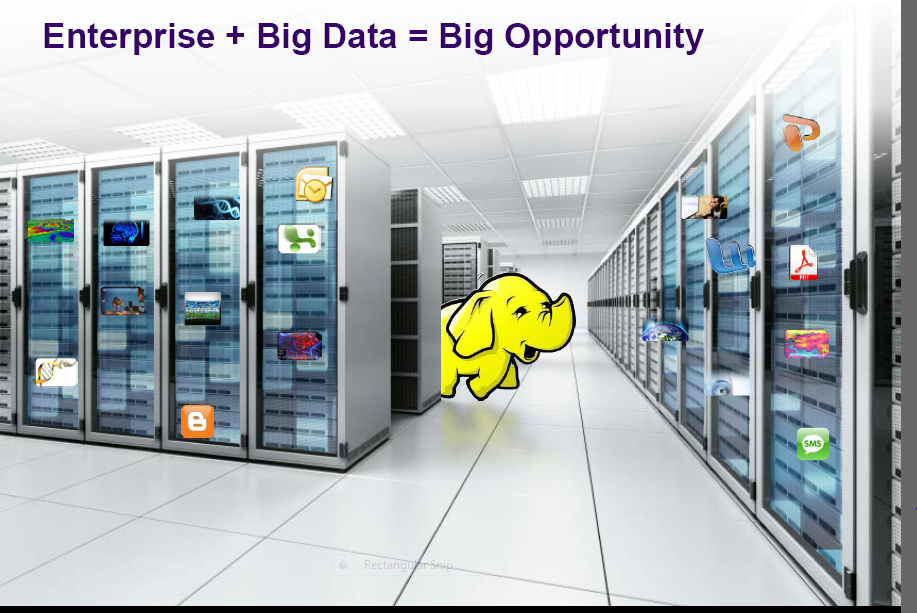 Enterprise + Big Data = Big Opportunity
SMS
Rectangular Snip